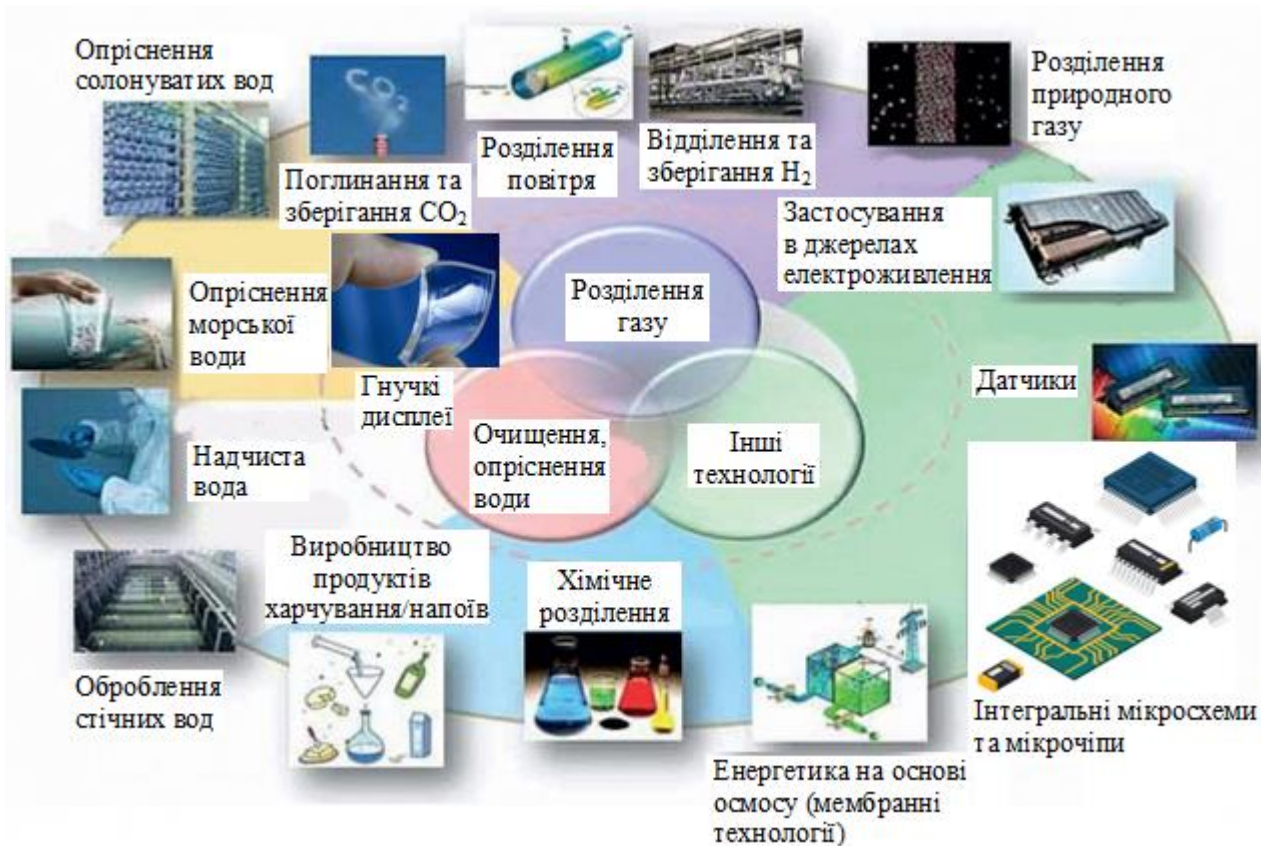 Опріснення
солонуватих вод
Поглинання та
зберігання CO₂
CO₂
Розділення
повітря
Відділення та
зберігання H₂
Розділення
природного
газу
Застосування
в джерелах
електроживлення
Опріснення
морської
води
Гнучкі
дисплеї
Розділення
газу
Датчики
Надчиста
вода
Очищення,
опріснення
води
Інші
технології
Виробництво
продуктів
харчування/напоїв
Хімічне
розділення
Оброблення
стічних вод
Енергетика на основі
осмосу (мембранні
технології)
Інтегральні мікросхеми
та мікрочіпи